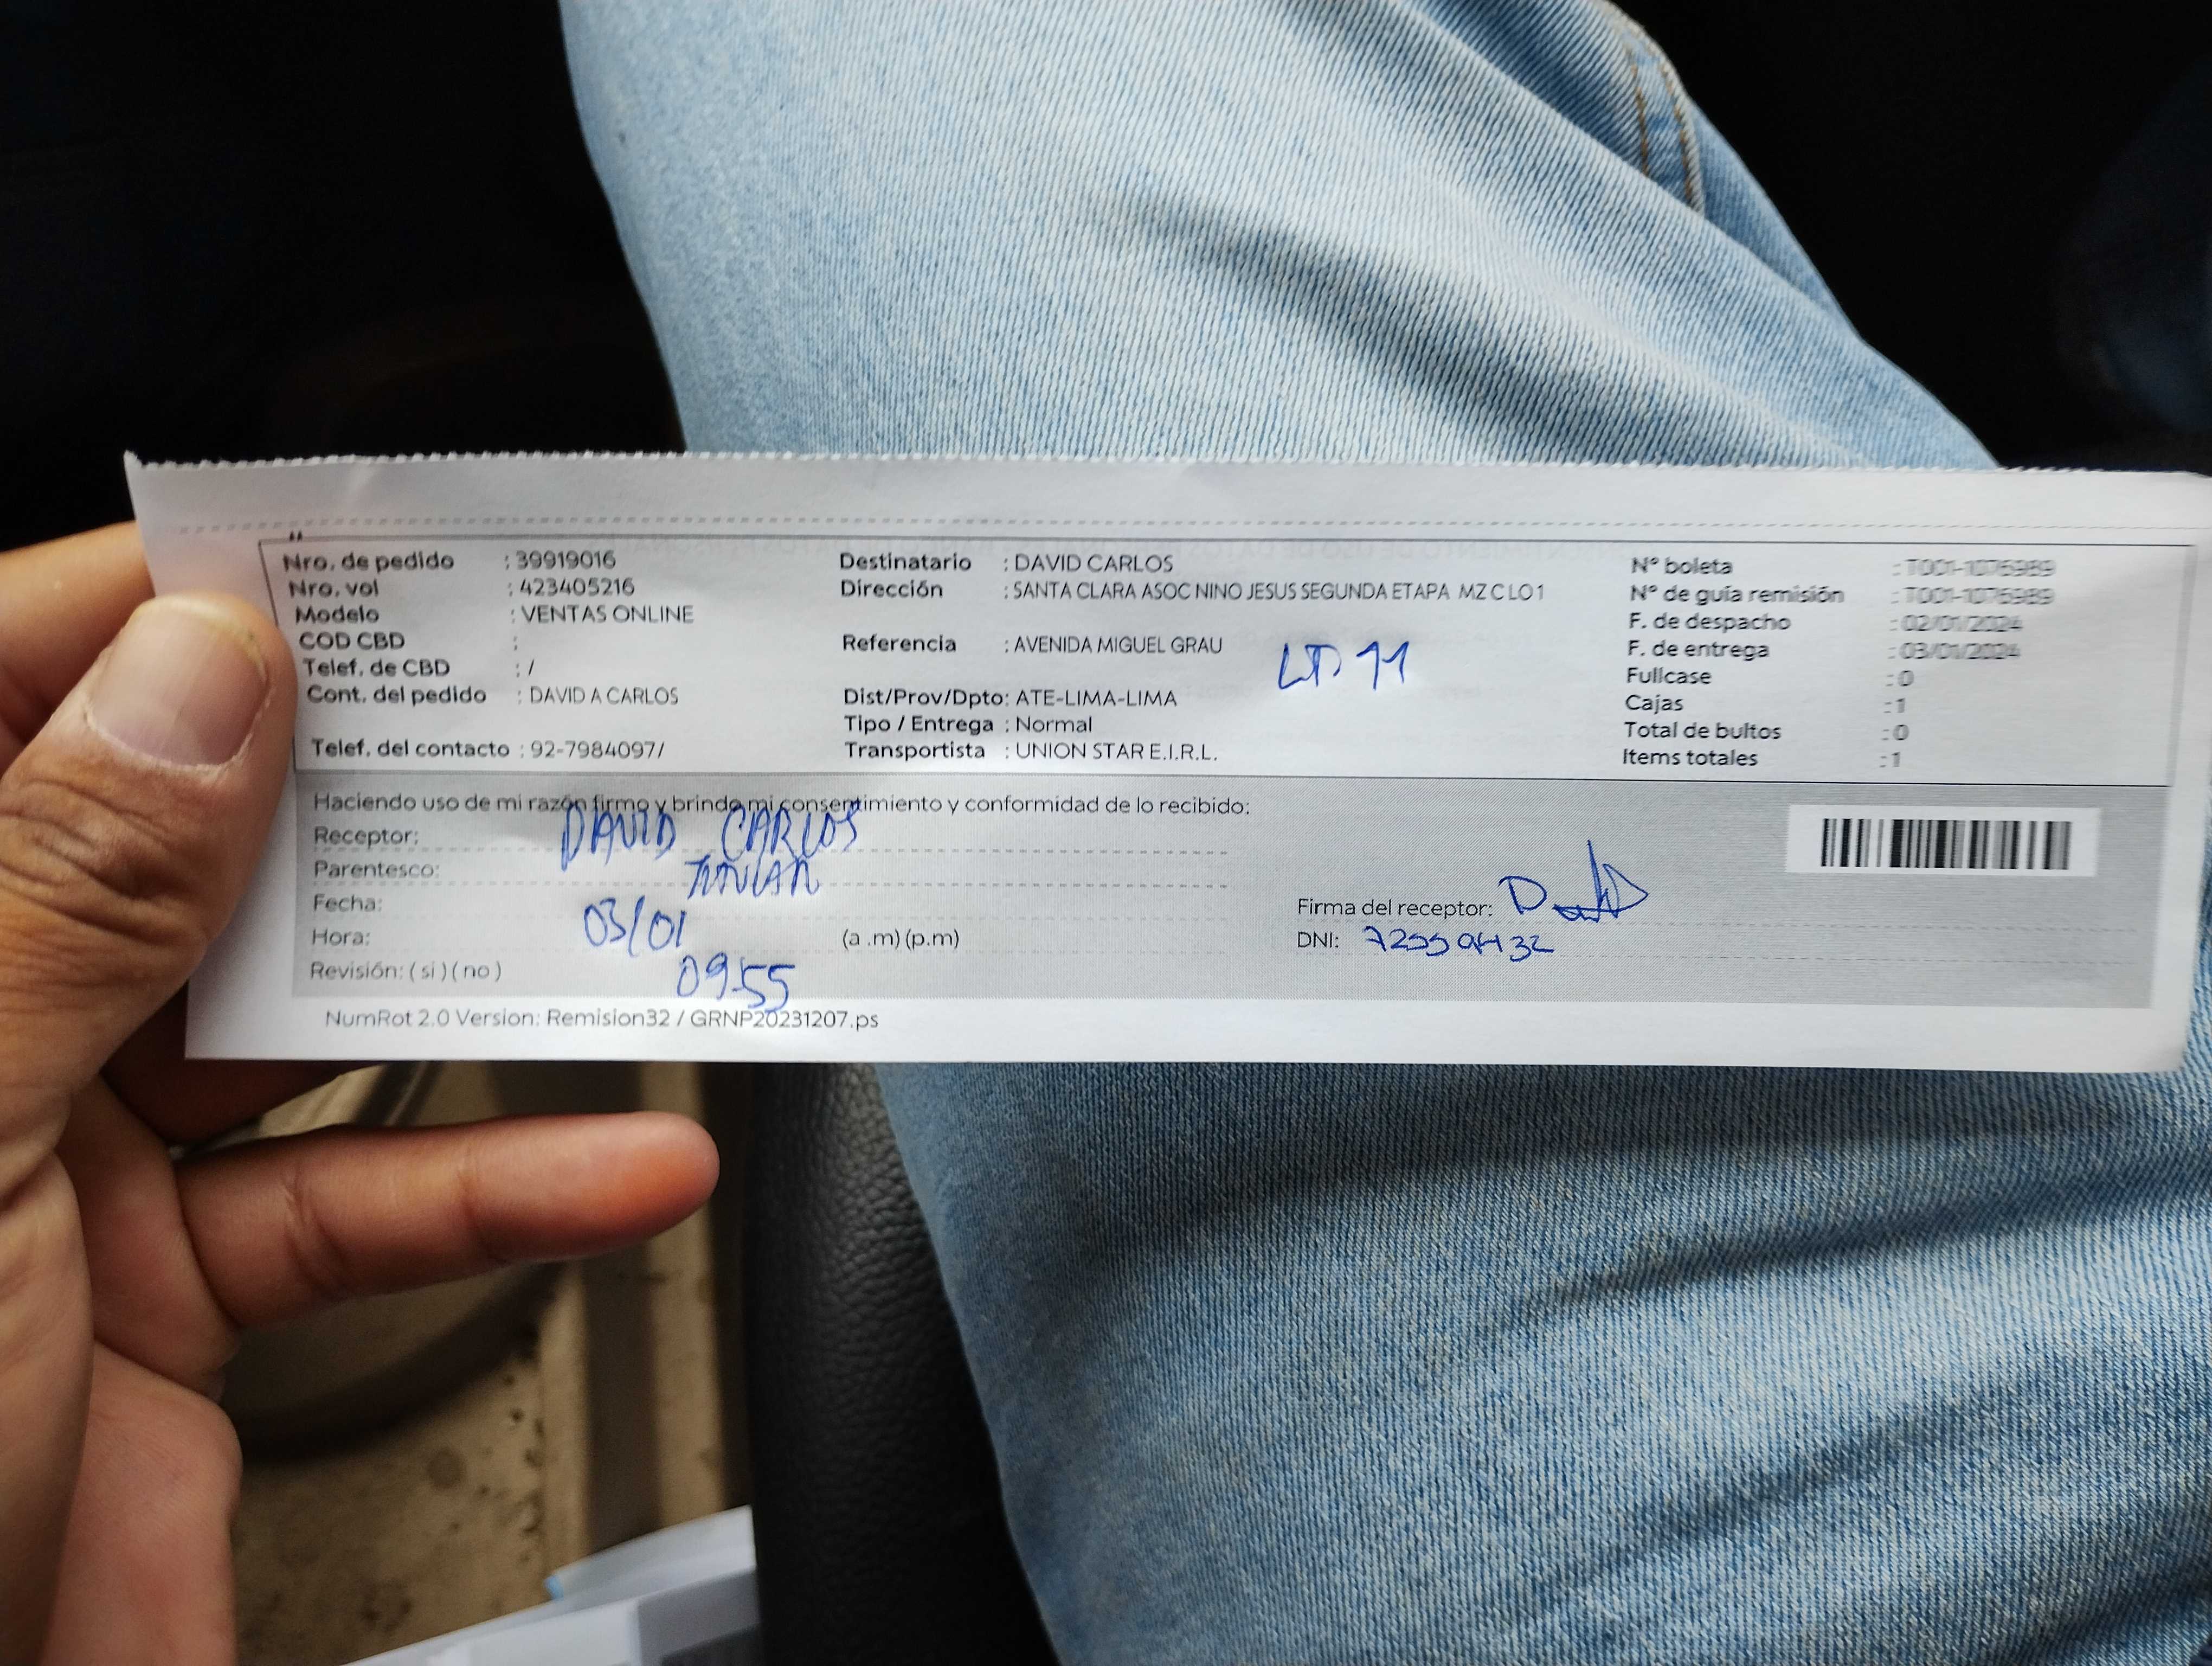 Nro. de pedido : 39919016
Nro. vol : 423405216
Modelo : VENTAS ONLINE
COD CBD :
Telef. de CBD : /
Cont. del pedido : DAVID A CARLOS
Telef. del contacto : 92-7984097/
Destinatario : DAVID CARLOS
Dirección : SANTA CLARA ASOC NINO JESUS SEGUNDA ETAPA MZ C LO1
Referencia : AVENIDA MIGUEL GRAU
LT 11
Dist/Prov/Dpto: ATE-LIMA-LIMA
Tipo / Entrega : Normal
Transportista : UNION STAR E.I.R.L.
N° boleta : T001-1076989
N° de guía remisión : T001-1076989
F. de despacho : 02/01/2024
F. de entrega : 03/01/2024
Fullcase : 0
Cajas : 1
Total de bultos : 0
Items totales : 1
Haciendo uso de mi razón firmo y brindo mi consentimiento y conformidad de lo recibido:
Receptor: DAVID CARLOS
Parentesco:
Fecha: 03/01
Hora: (a .m) (p.m)
09:55
Revisión: ( si ) ( no )
Firma del receptor:
DNI:
NumRot 2.0 Version: Remision32 / GRNP20231207.ps